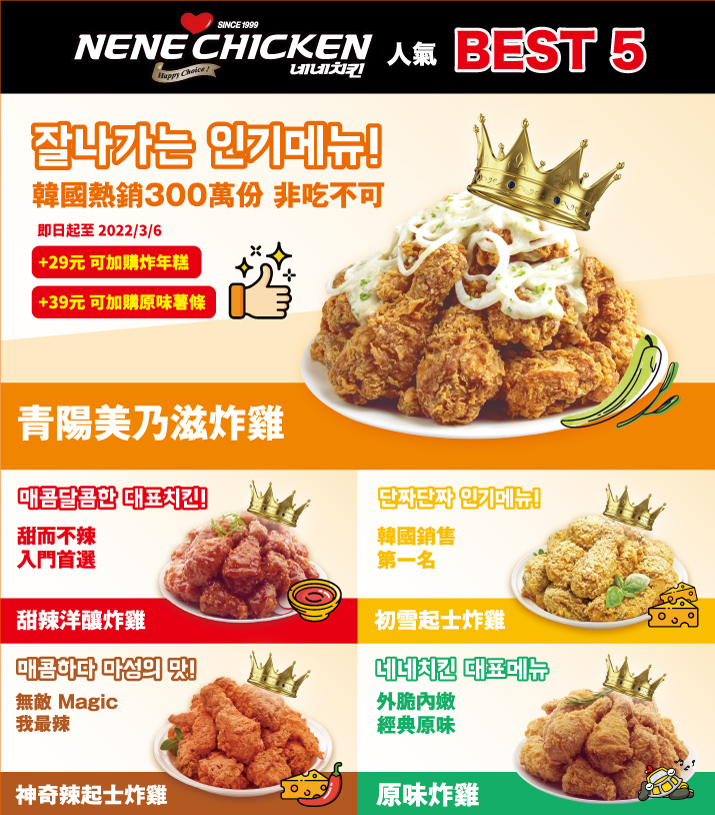 SINCE 1999
NENE CHICKEN
Happy Choice!
네네치킨
人氣 BEST 5
잘나가는 인기메뉴!
韓國熱銷300萬份 非吃不可
即日起至 2022/3/6
+29元 可加購炸年糕
+39元 可加購原味薯條
青陽美乃滋炸雞
매콤달콤한 대표치킨!
甜而不辣
入門首選
甜辣洋釀炸雞
단짜단짜 인기메뉴!
韓國銷售
第一名
初雪起士炸雞
매콤하다 마성의 맛!
無敵 Magic
我最辣
神奇辣起士炸雞
네네치킨 대표메뉴
外脆內嫩
經典原味
原味炸雞